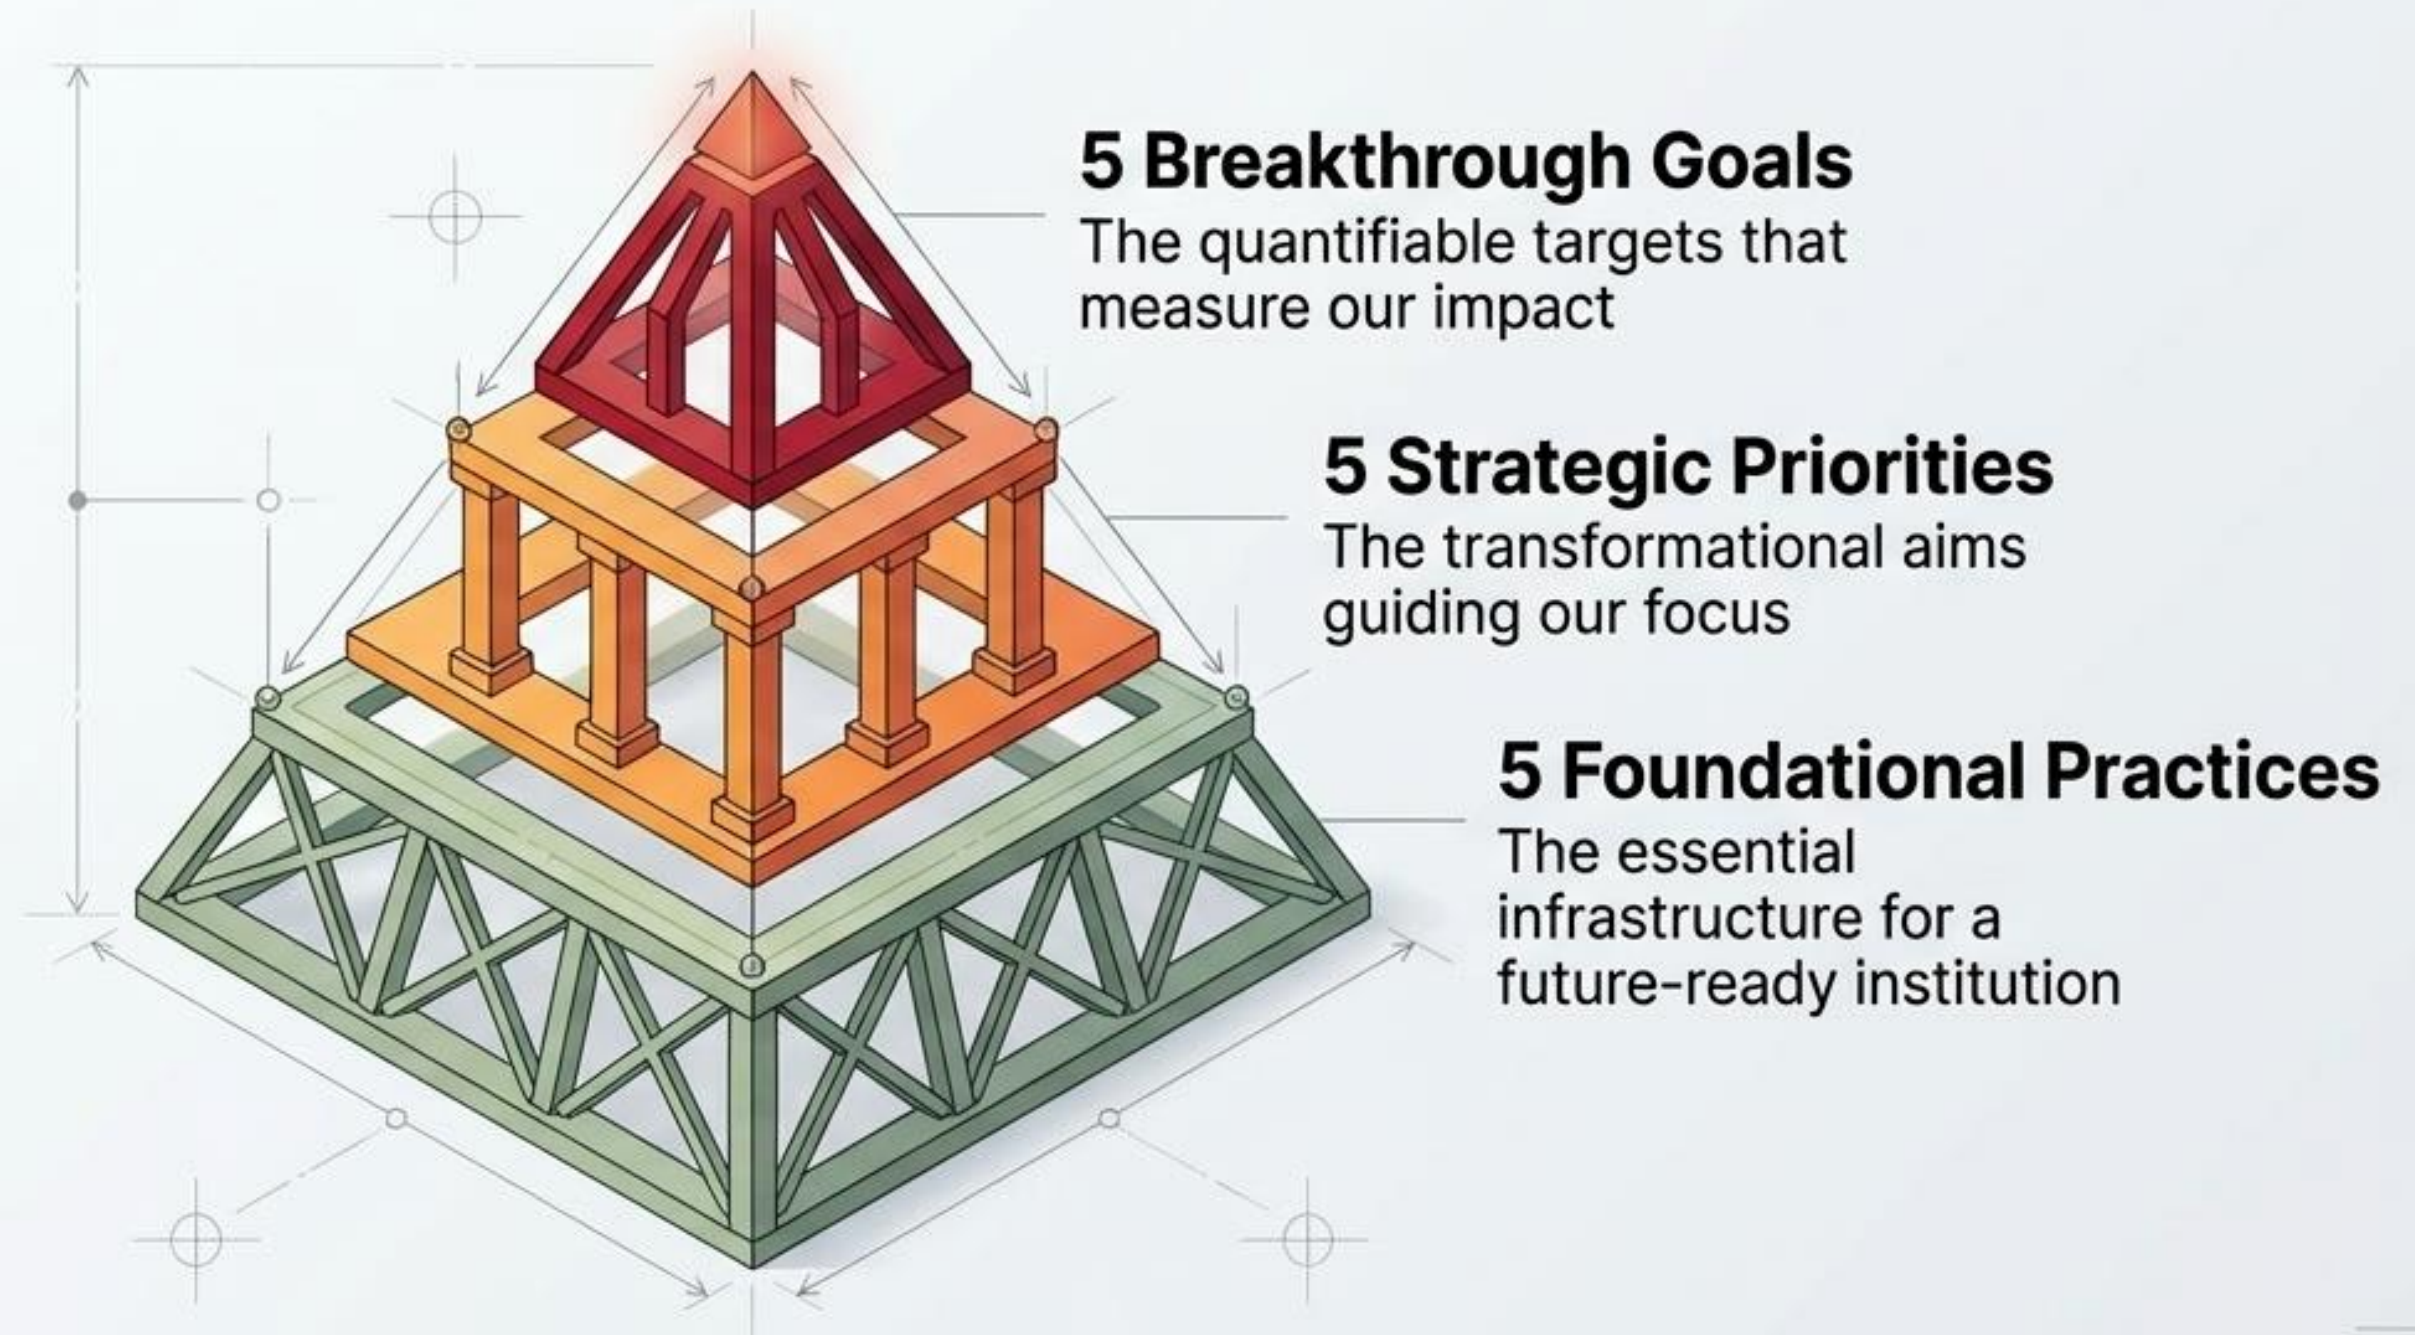 5 Breakthrough Goals
The quantifiable targets that
measure our impact
5 Strategic Priorities
The transformational aims
guiding our focus
5 Foundational Practices
The essential
infrastructure for a
future-ready institution